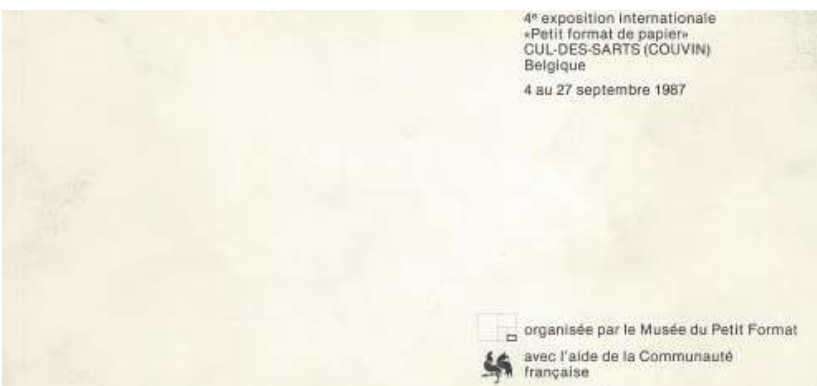 4e exposition internationale
«Petit format de papier»
CUL-DES-SARTS (COUVIN)
Belgique
4 au 27 septembre 1987
organisée par le Musée du Petit Format
avec l'aide de la Communauté
française